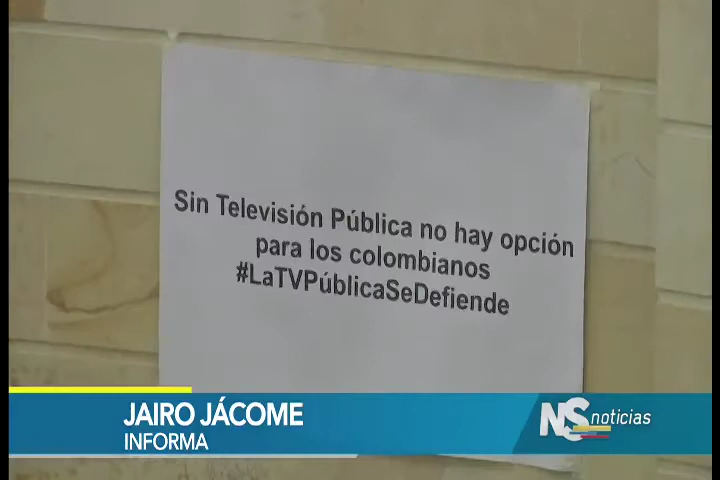 Sin Televisión Pública no hay opción
para los colombianos
#LaTVPúblicaSeDefiende
JAIRO JÁCOME
INFORMA
NS noticias